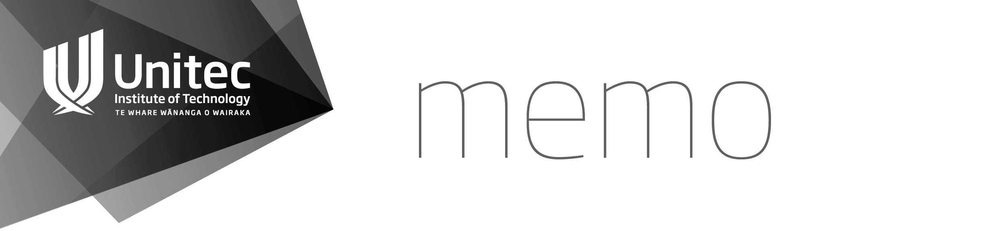 Unitec
Institute of Technology
TE WHARE WĀNANGA O WAIRAKA
memo